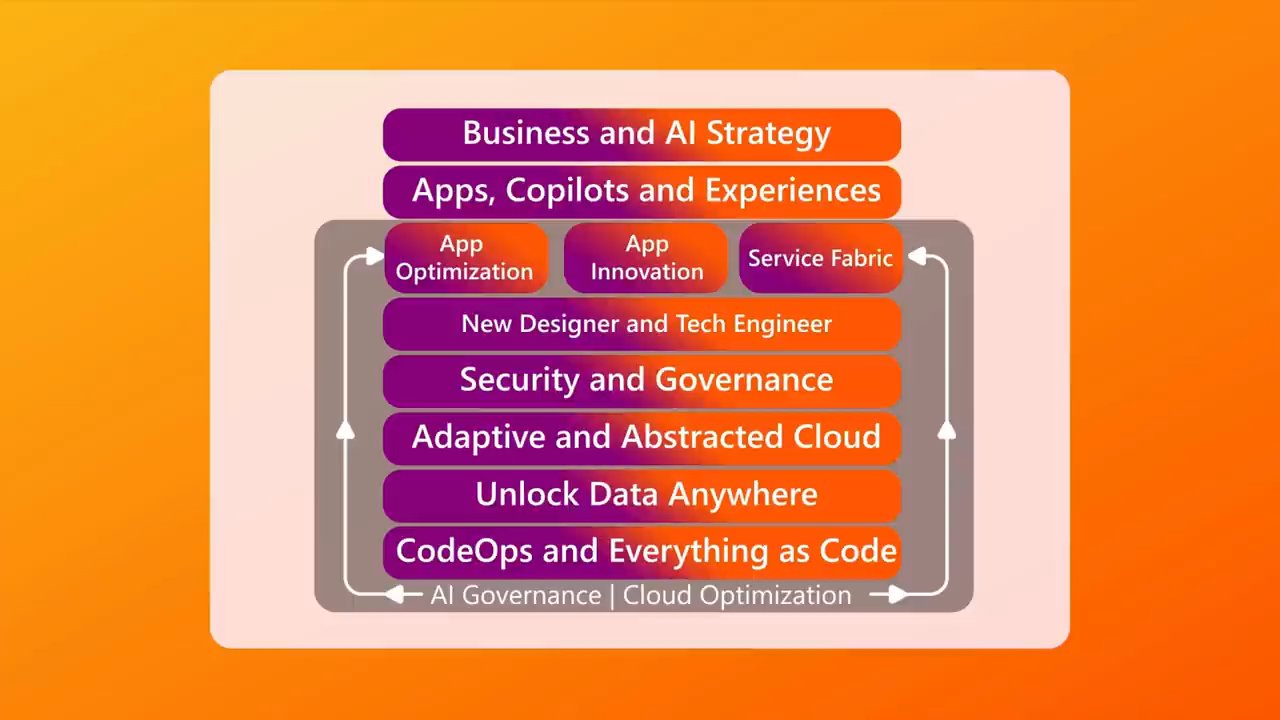 Business and AI Strategy
Apps, Copilots and Experiences
App
Optimization
App
Innovation
Service Fabric
New Designer and Tech Engineer
Security and Governance
Adaptive and Abstracted Cloud
Unlock Data Anywhere
CodeOps and Everything as Code
AI Governance | Cloud Optimization